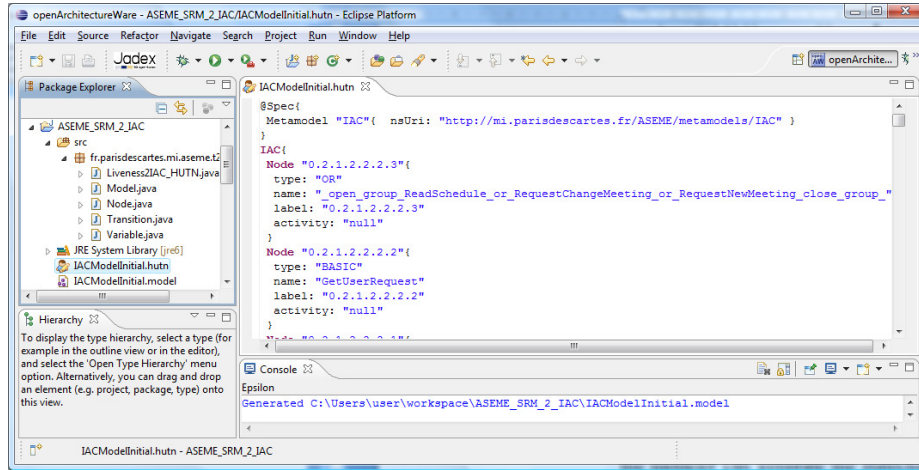 openArchitectureWare - ASEME_SRM_2_IAC/IACModelInitial.hutn - Eclipse Platform
File Edit Source Refactor Navigate Search Project Run Window Help
Jadex
openArchite...
Package Explorer
ASEME_SRM_2_IAC
src
fr.parisdescartes.mi.aseme.t2
Liveness2IAC_HUTN.java
Model.java
Node.java
Transition.java
Variable.java
JRE System Library [jre6]
IACModelInitial.hutn
IACModelInitial.model
Hierarchy
To display the type hierarchy, select a type (for
example in the outline view or in the editor),
and select the 'Open Type Hierarchy' menu
option. Alternatively, you can drag and drop
an element (e.g. project, package, type) onto
this view.
IACModelInitial.hutn
@Spec{
Metamodel "IAC"{ nsUri: "http://mi.parisdescartes.fr/ASEME/metamodels/IAC" }
}
IAC{
Node "0.2.1.2.2.2.3"{
type: "OR"
name: "_open_group_ReadSchedule_or_RequestChangeMeeting_or_RequestNewMeeting_close_group_"
label: "0.2.1.2.2.2.3"
activity: "null"
}
Node "0.2.1.2.2.2.2"{
type: "BASIC"
name: "GetUserRequest"
label: "0.2.1.2.2.2.2"
activity: "null"
}
Node "0.2.1.2.2.2.1"{
Console
Epsilon
Generated C:\Users\user\workspace\ASEME_SRM_2_IAC\IACModelInitial.model
IACModelInitial.hutn - ASEME_SRM_2_IAC